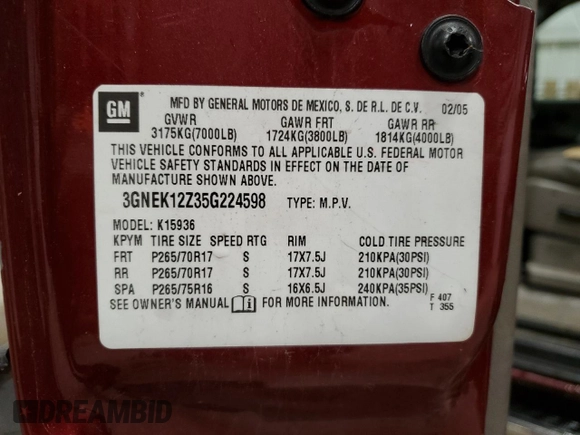 GM
MFD BY GENERAL MOTORS DE MEXICO, S. DE R.L. DE C.V. 02/05
GVWR GAWR FRT GAWR RR
3175KG(7000LB) 1724KG(3800LB) 1814KG(4000LB)
THIS VEHICLE CONFORMS TO ALL APPLICABLE U.S. FEDERAL MOTOR
VEHICLE SAFETY STANDARDS IN EFFECT ON THE DATE OF
MANUFACTURE SHOWN ABOVE.
3GNEK12Z35G224598 TYPE: M.P.V.
MODEL: K15936
KPYM TIRE SIZE SPEED RTG RIM COLD TIRE PRESSURE
FRT P265/70R17 S 17X7.5J 210KPA(30PSI)
RR P265/70R17 S 17X7.5J 210KPA(30PSI)
SPA P265/75R16 S 16X6.5J 240KPA(35PSI)
SEE OWNER'S MANUAL FOR MORE INFORMATION.
F 407
T 355
DREAMBID